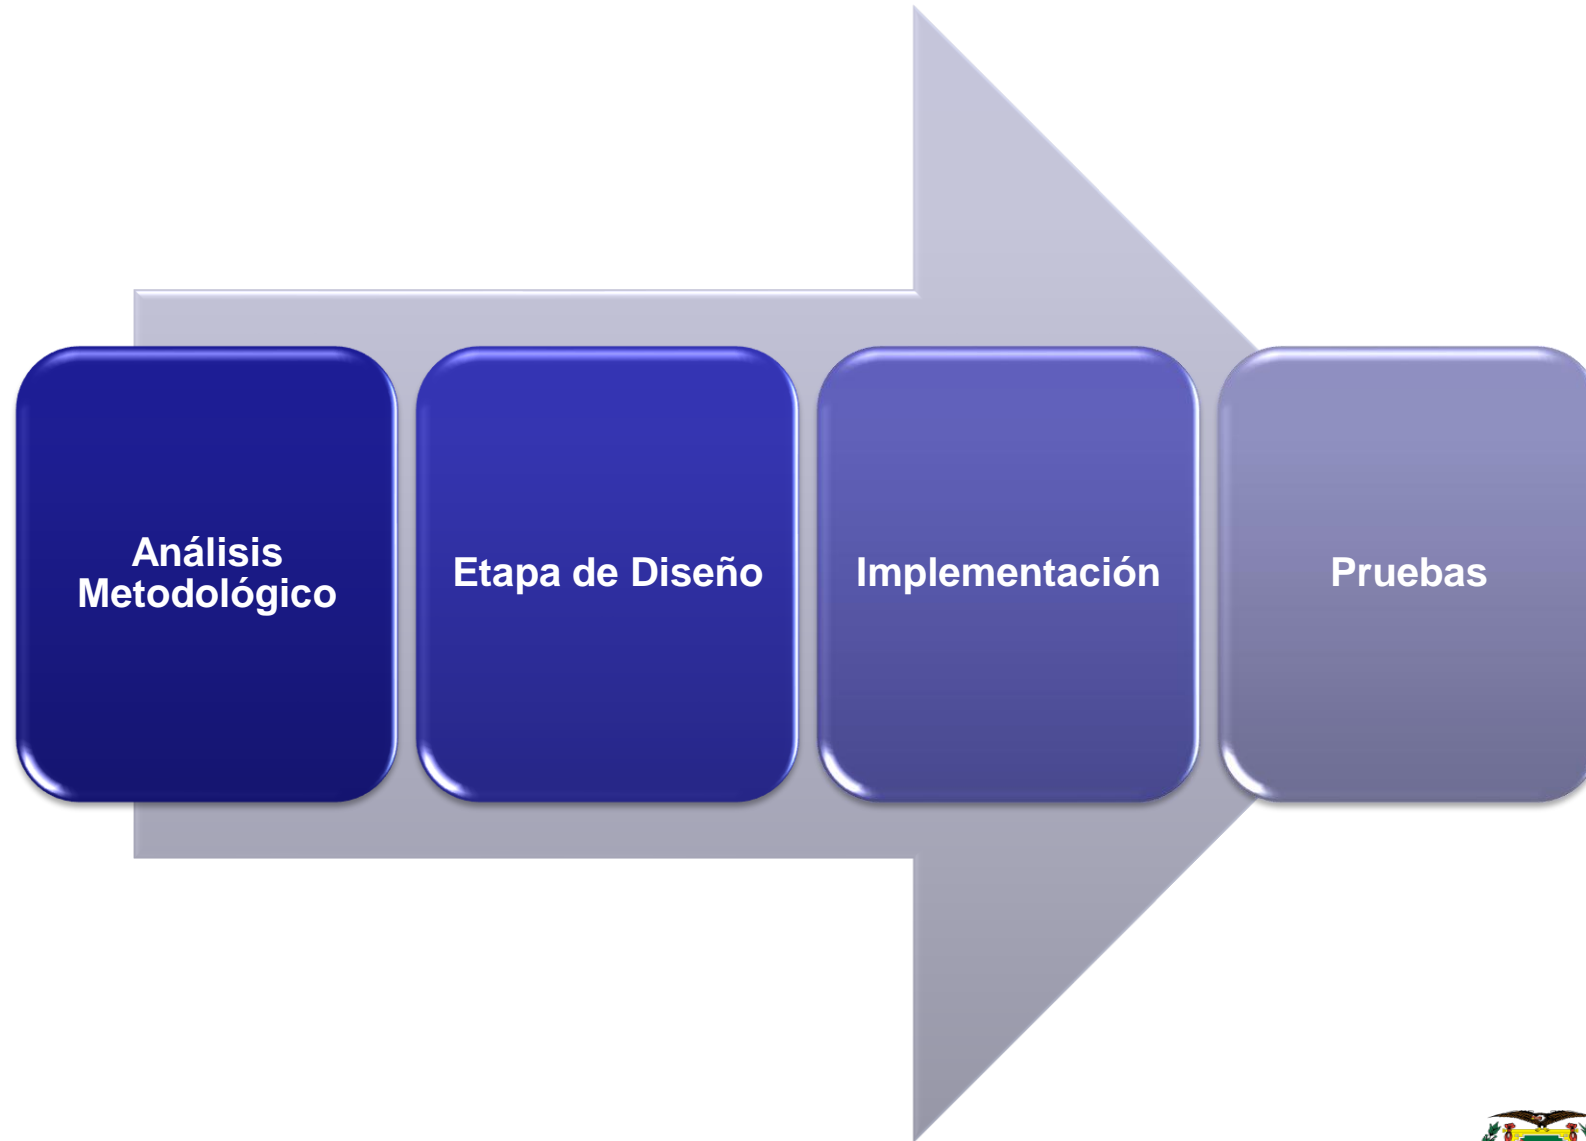 Análisis
Metodológico
Etapa de Diseño
Implementación
Pruebas